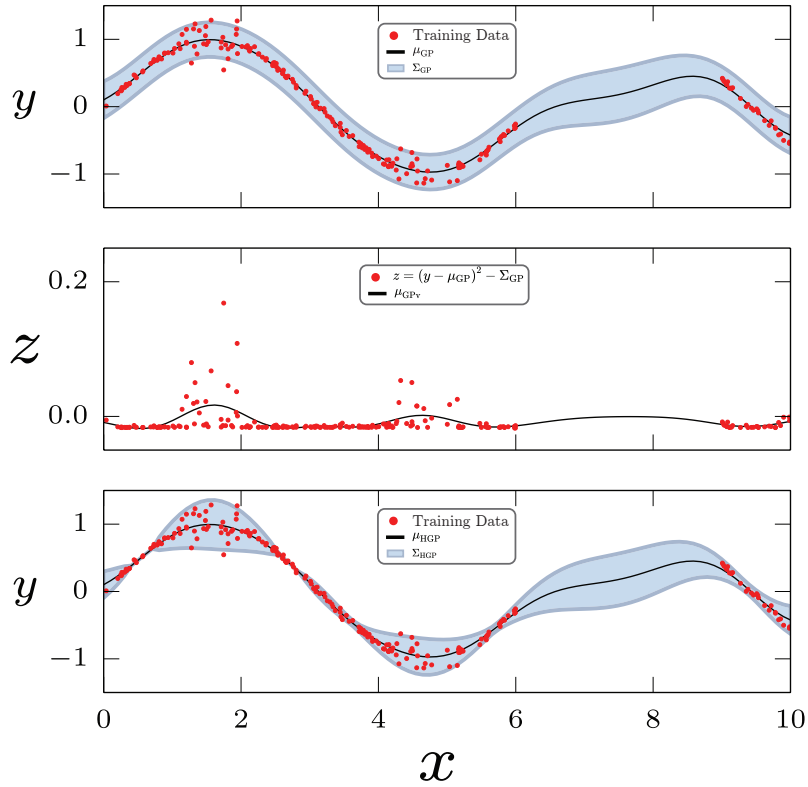 1
0
−1
y
Training Data
μGP
ΣGP
0.2
0.0
z
z = (y − μGP)² − ΣGP
μGPv
1
0
−1
y
Training Data
μHGP
ΣHGP
0 2 4 6 8 10
x